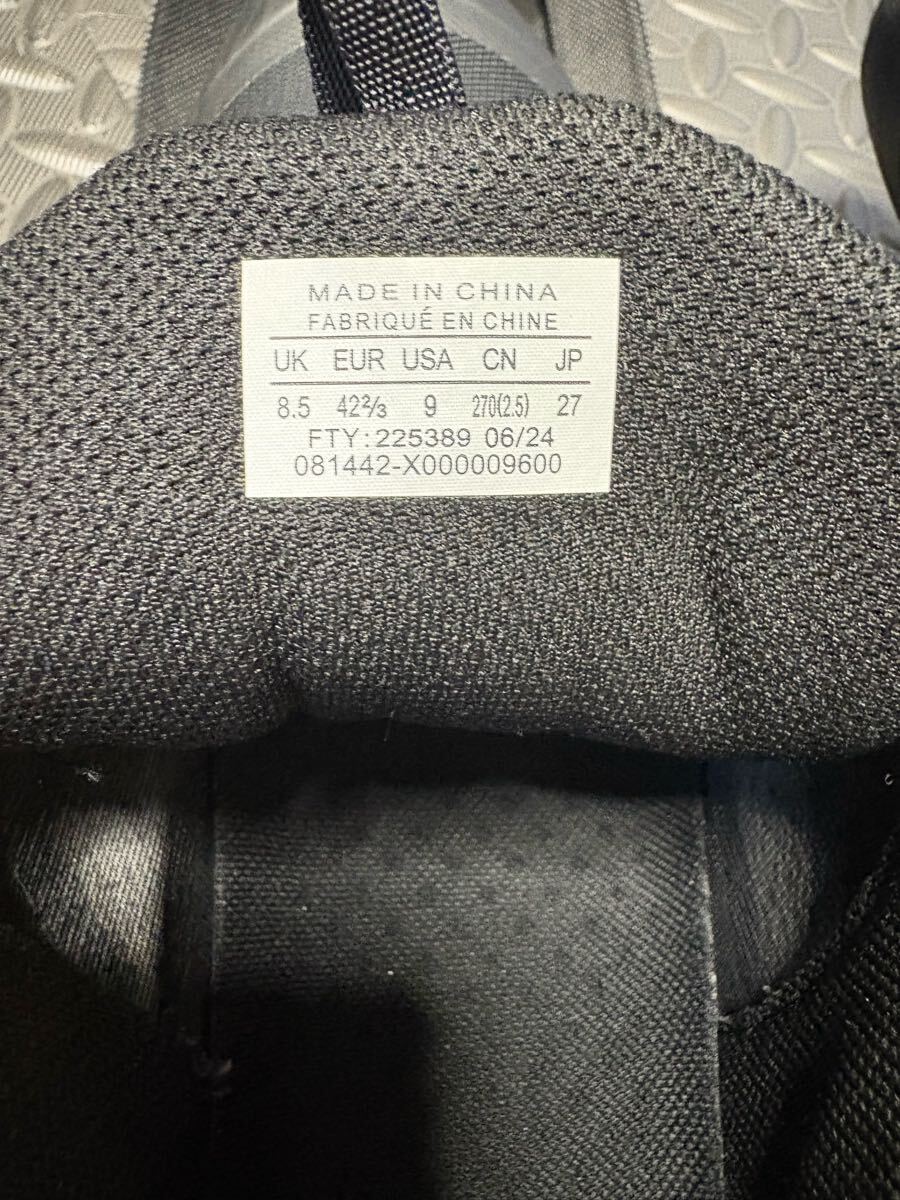 MADE IN CHINA
FABRIQUÉ EN CHINE
UK EUR USA CN JP
8.5 42⅔ 9 270(2.5) 27
FTY: 225389 06/24
081442-X000009600